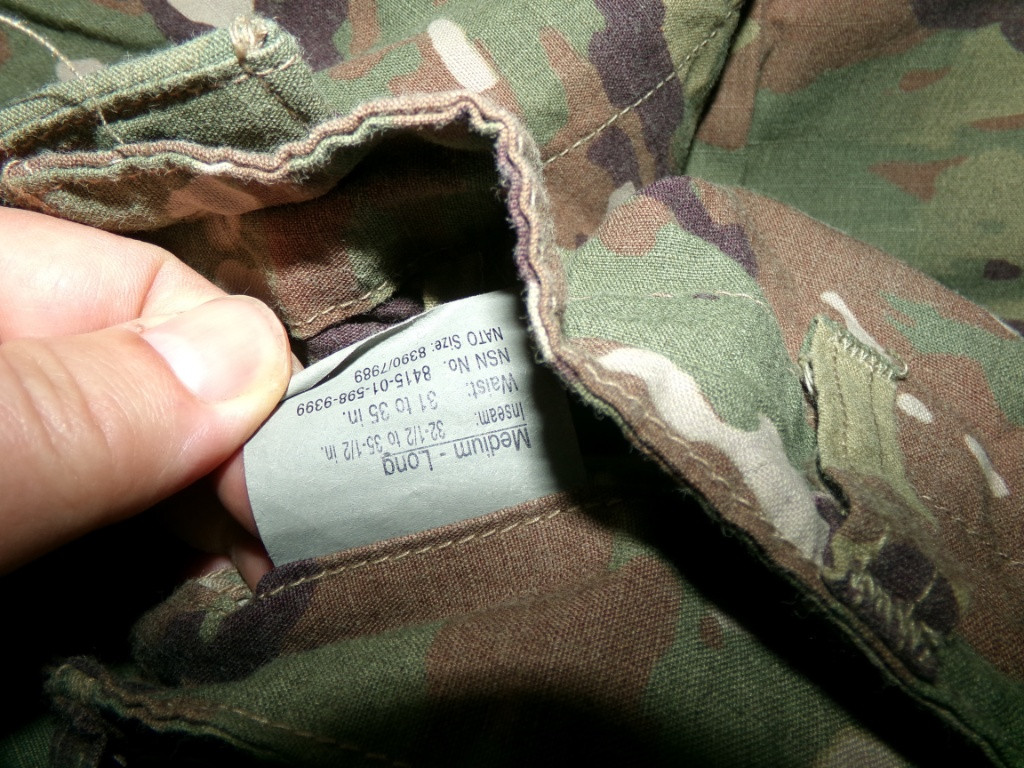 Medium - Long
Inseam: 32-1/2 to 35-1/2 in.
Waist: 31 to 35 in.
NSN No. 8415-01-598-9399
NATO Size: 8390/7989